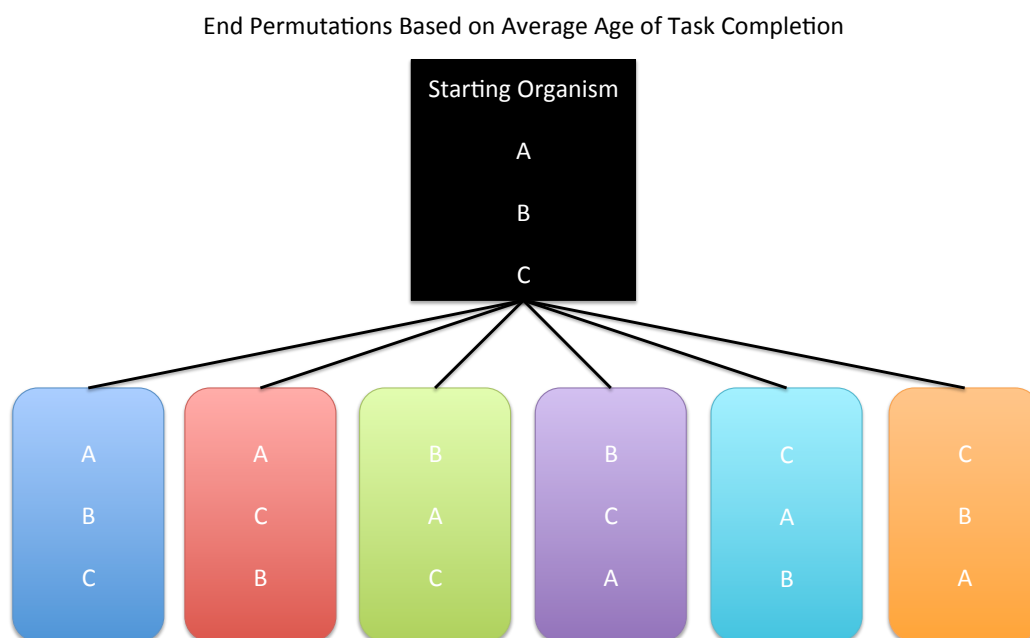 End Permutations Based on Average Age of Task Completion
Starting Organism
A
B
C
A
B
C
A
C
B
B
A
C
B
C
A
C
A
B
C
B
A